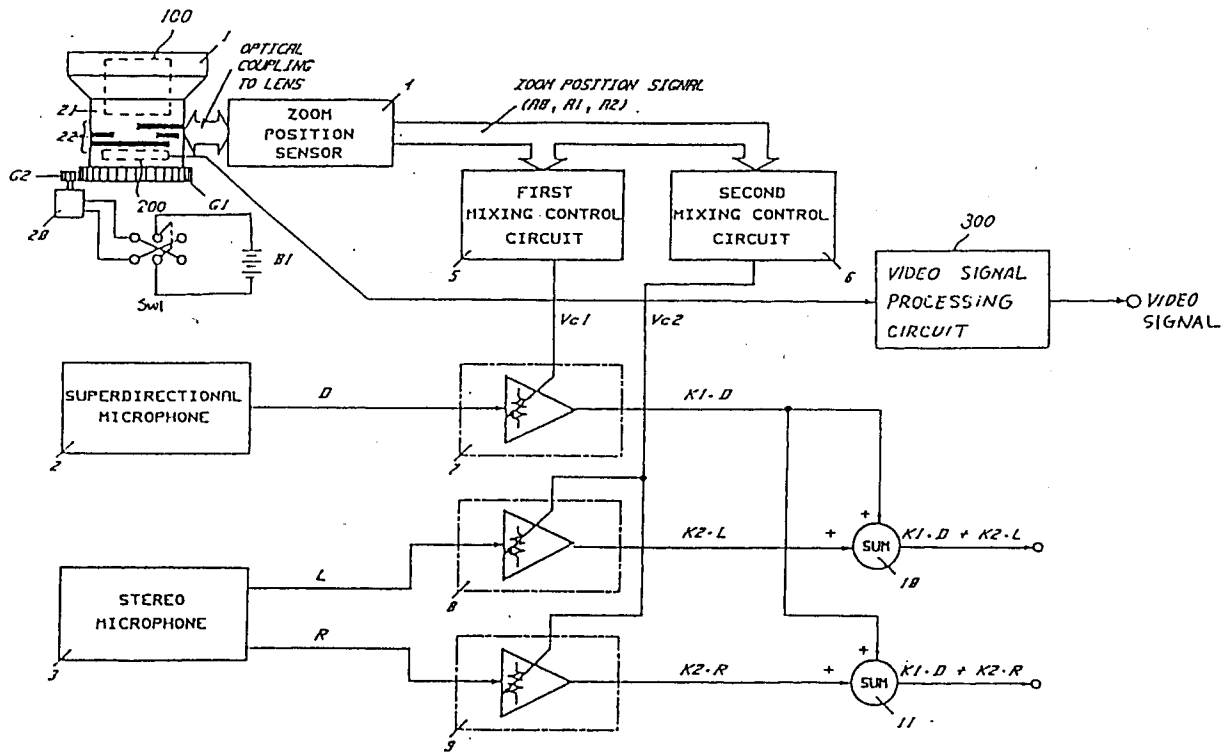 100
1
OPTICAL
COUPLING
TO LENS
4
ZOOM POSITION SIGNAL
(A0, A1, A2)
21
22
ZOOM
POSITION
SENSOR
G2
200
G1
FIRST
MIXING CONTROL
CIRCUIT
SECOND
MIXING CONTROL
CIRCUIT
300
20
B1
5
6
VIDEO SIGNAL
PROCESSING
CIRCUIT
VIDEO
SIGNAL
SW1
Vc1
Vc2
SUPERDIRECTIONAL
MICROPHONE
D
K1·D
2
7
+
L
K2·L
+
SUM
K1·D + K2·L
10
STEREO
MICROPHONE
8
R
+
3
K2·R
+
SUM
K1·D + K2·R
11
9